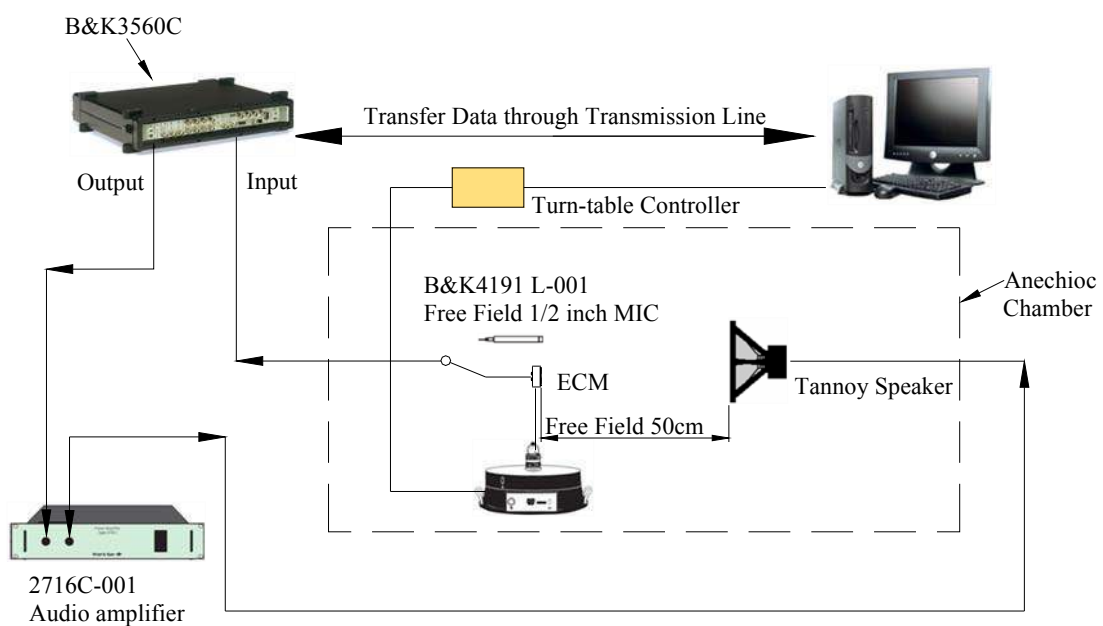 B&K3560C
Transfer Data through Transmission Line
Output
Input
Turn-table Controller
B&K4191 L-001
Free Field 1/2 inch MIC
Anechioc
Chamber
ECM
Tannoy Speaker
Free Field 50cm
2716C-001
Audio amplifier